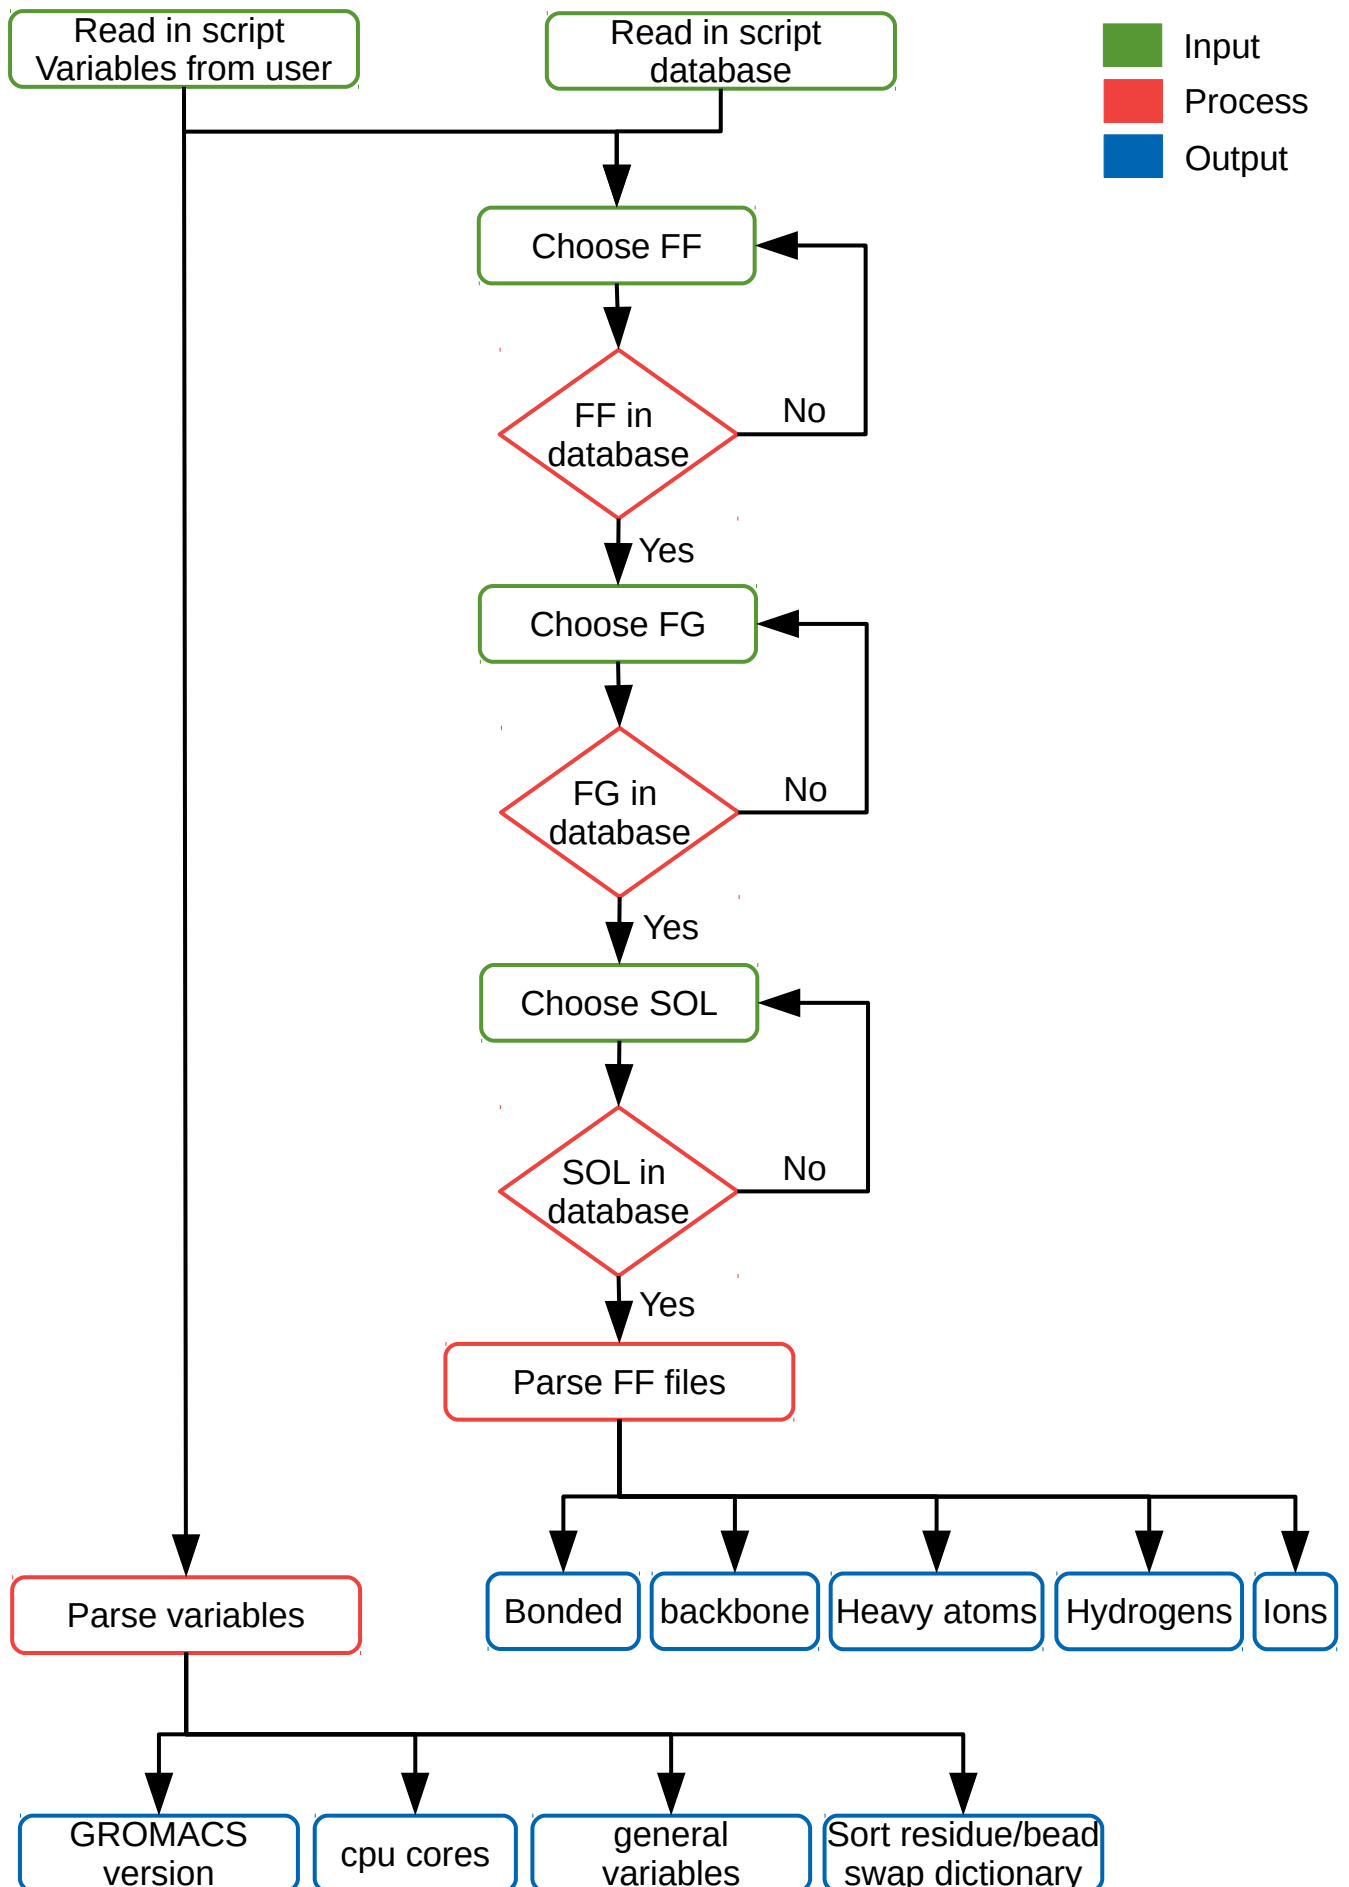 Read in script
Variables from user
Read in script
database
Input
Process
Output
Choose FF
FF in
database
No
Yes
Choose FG
FG in
database
No
Yes
Choose SOL
SOL in
database
No
Yes
Parse FF files
Bonded
backbone
Heavy atoms
Hydrogens
Ions
Parse variables
GROMACS
version
cpu cores
general
variables
Sort residue/bead
swap dictionary